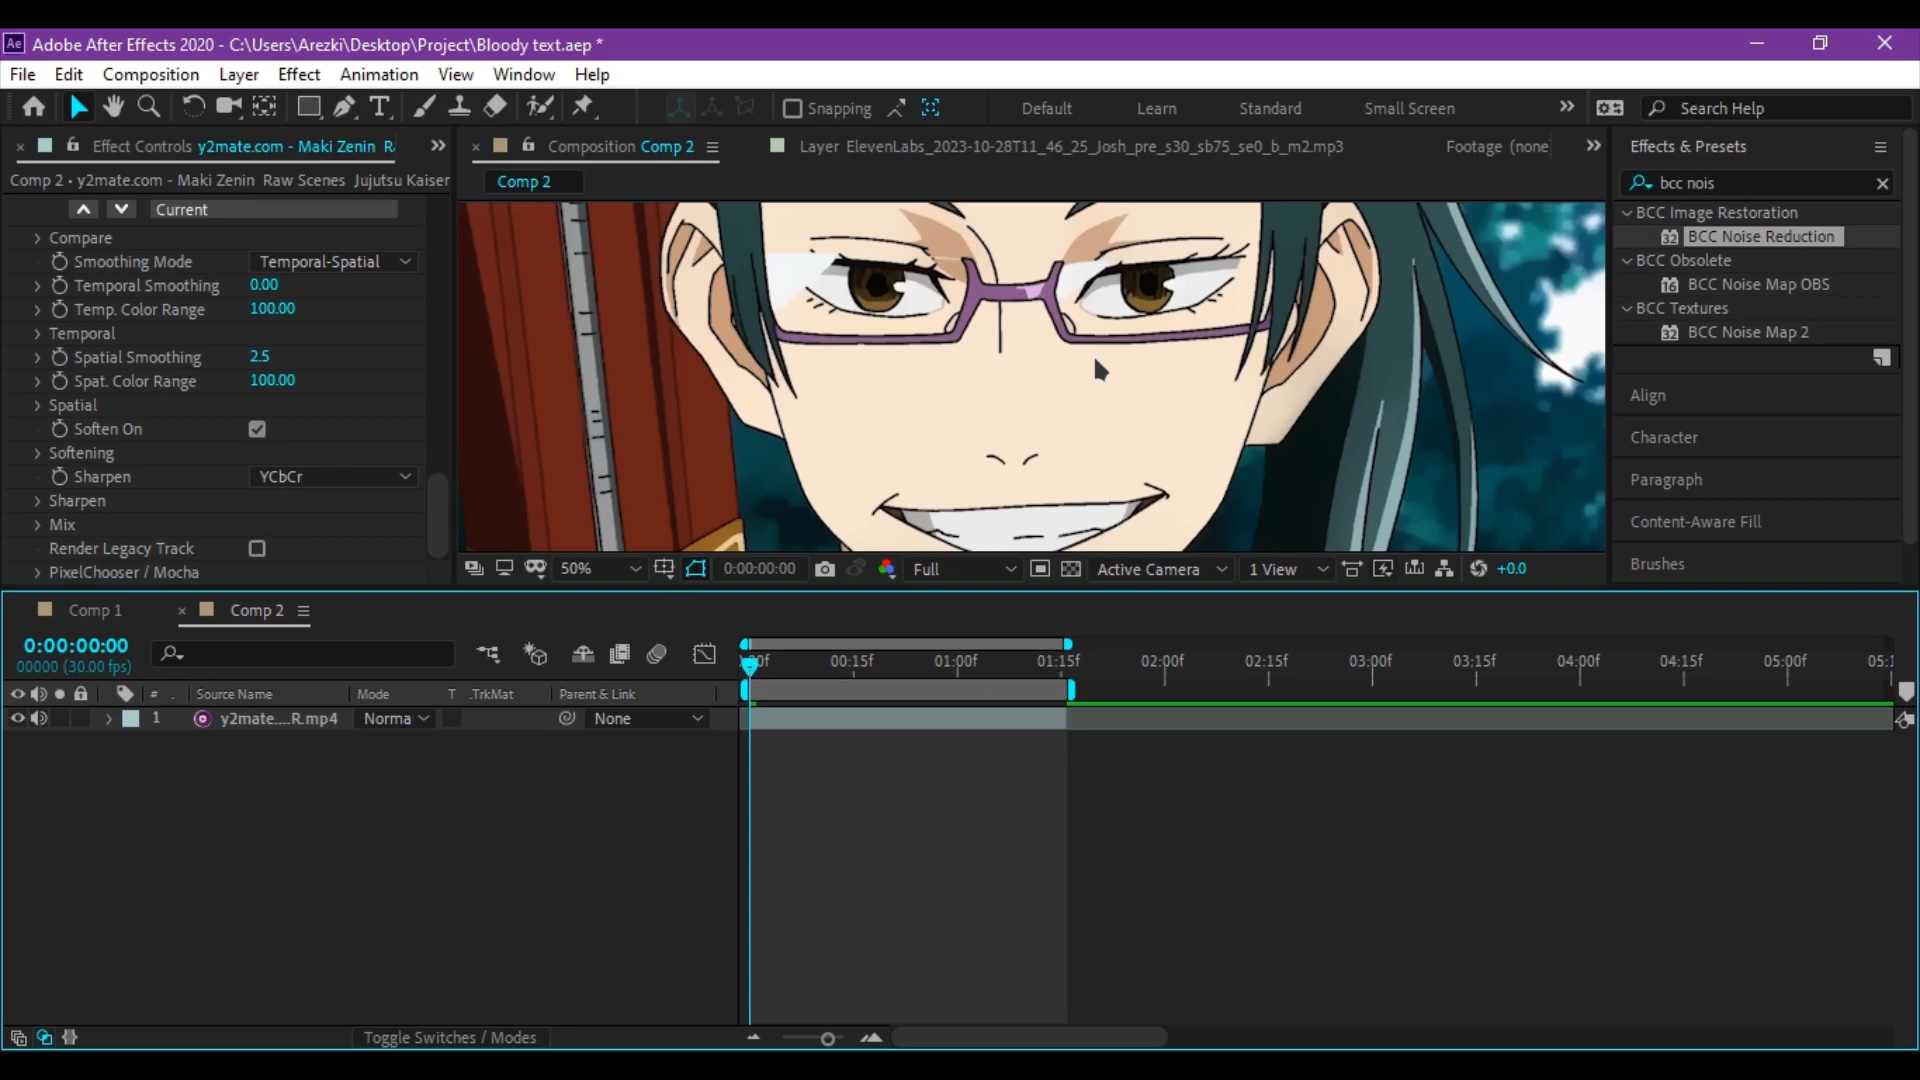 Ae Adobe After Effects 2020 - C:\Users\Arezki\Desktop\Project\Bloody text.aep *
File Edit Composition Layer Effect Animation View Window Help
Snapping Default Learn Standard Small Screen Search Help
Effect Controls y2mate.com - Maki Zenin R
Comp 2 • y2mate.com - Maki Zenin Raw Scenes Jujutsu Kaiser
Current
Compare
Smoothing Mode Temporal-Spatial
Temporal Smoothing 0.00
Temp. Color Range 100.00
Temporal
Spatial Smoothing 2.5
Spat. Color Range 100.00
Spatial
Soften On
Softening
Sharpen YCbCr
Sharpen
Mix
Render Legacy Track
PixelChooser / Mocha
Composition Comp 2 Layer ElevenLabs_2023-10-28T11_46_25_Josh_pre_s30_sb75_se0_b_m2.mp3 Footage (none
Comp 2
50% 0:00:00:00 Full Active Camera 1 View +0.0
Effects & Presets
bcc nois
BCC Image Restoration
32 BCC Noise Reduction
BCC Obsolete
16 BCC Noise Map OBS
BCC Textures
32 BCC Noise Map 2
Align
Character
Paragraph
Content-Aware Fill
Brushes
Comp 1 Comp 2
0:00:00:00
00000 (30.00 fps)
00f 00:15f 01:00f 01:15f 02:00f 02:15f 03:00f 03:15f 04:00f 04:15f 05:00f 05:1
# . Source Name Mode T .TrkMat Parent & Link
1 y2mate....R.mp4 Norma None
Toggle Switches / Modes